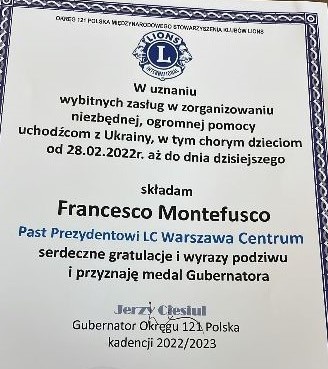 OKRĘG 121 POLSKA MIĘDZYNARODOWEGO STOWARZYSZENIA KLUBÓW LIONS
LIONS
L
INTERNATIONAL
W uznaniu
wybitnych zasług w zorganizowaniu
niezbędnej, ogromnej pomocy
uchodźcom z Ukrainy, w tym chorym dzieciom
od 28.02.2022r. aż do dnia dzisiejszego
składam
Francesco Montefusco
Past Prezydentowi LC Warszawa Centrum
serdeczne gratulacje i wyrazy podziwu
i przyznaję medal Gubernatora
Jerzy
Gubernator Okręgu 121 Polska
kadencji 2022/2023